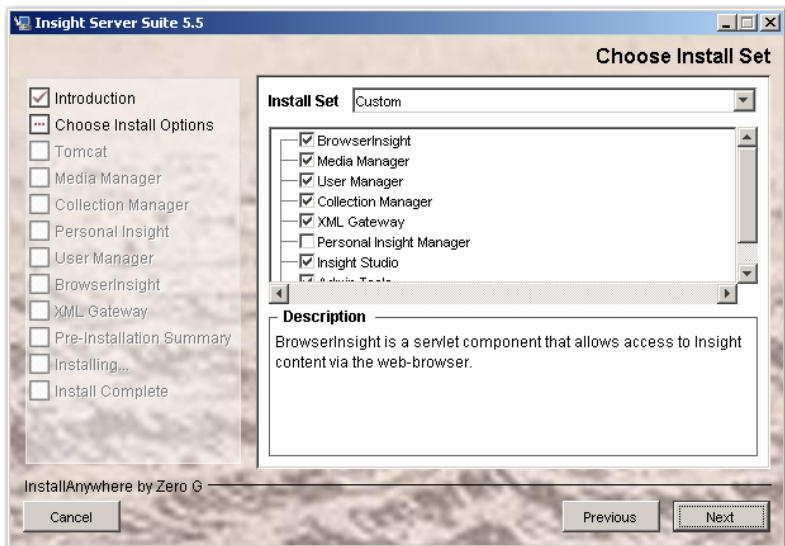 Insight Server Suite 5.5
Choose Install Set
Introduction
Choose Install Options
Tomcat
Media Manager
Collection Manager
Personal Insight
User Manager
BrowserInsight
XML Gateway
Pre-Installation Summary
Installing...
Install Complete
Install Set Custom
BrowserInsight
Media Manager
User Manager
Collection Manager
XML Gateway
Personal Insight Manager
Insight Studio
Admin Tools
Description
BrowserInsight is a servlet component that allows access to Insight
content via the web-browser.
InstallAnywhere by Zero G
Cancel Previous Next